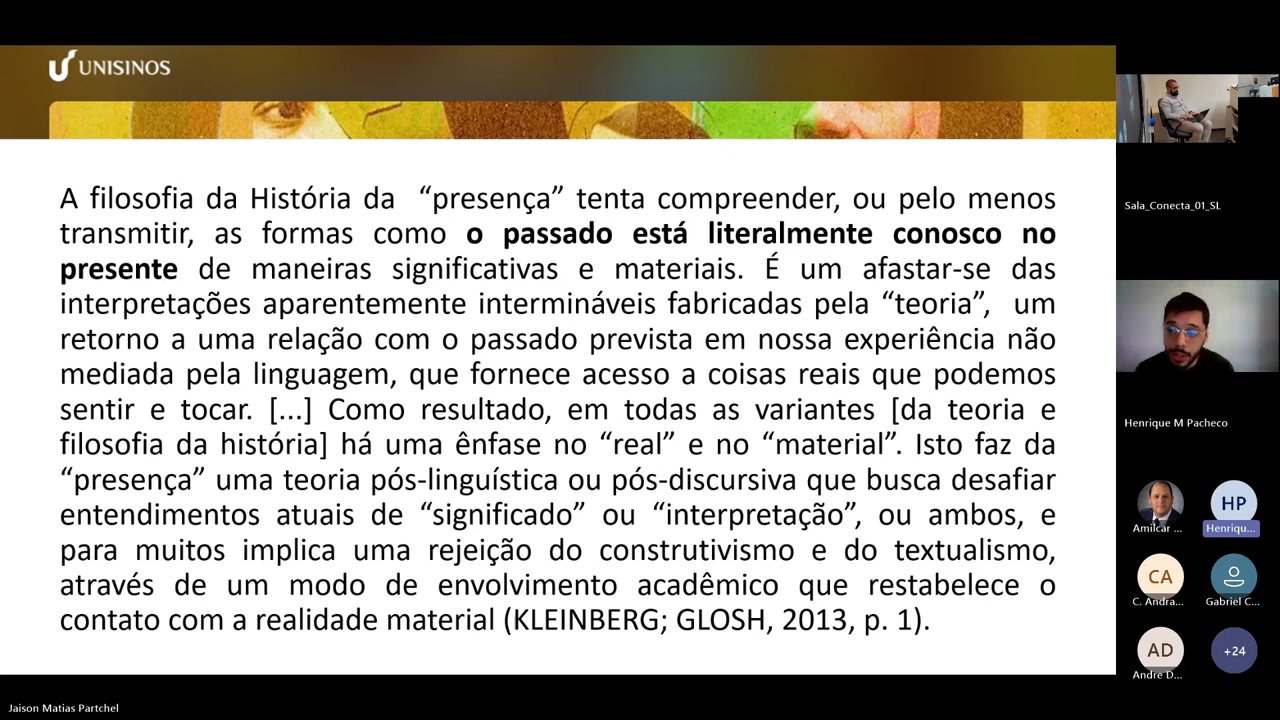 UNISINOS
A filosofia da História da “presença” tenta compreender, ou pelo menos
transmitir, as formas como o passado está literalmente conosco no
presente de maneiras significativas e materiais. É um afastar-se das
interpretações aparentemente intermináveis fabricadas pela “teoria”, um
retorno a uma relação com o passado prevista em nossa experiência não
mediada pela linguagem, que fornece acesso a coisas reais que podemos
sentir e tocar. [...] Como resultado, em todas as variantes [da teoria e
filosofia da história] há uma ênfase no “real” e no “material”. Isto faz da
“presença” uma teoria pós-linguística ou pós-discursiva que busca desafiar
entendimentos atuais de “significado” ou “interpretação”, ou ambos, e
para muitos implica uma rejeição do construtivismo e do textualismo,
através de um modo de envolvimento acadêmico que restabelece o
contato com a realidade material (KLEINBERG; GLOSH, 2013, p. 1).
Sala_Conecta_01_SL
Henrique M Pacheco
HP
Amilcar ...
Henriqu...
CA
C. Andra...
Gabriel C...
AD
+24
Andre D...
Jaison Matias Partchel